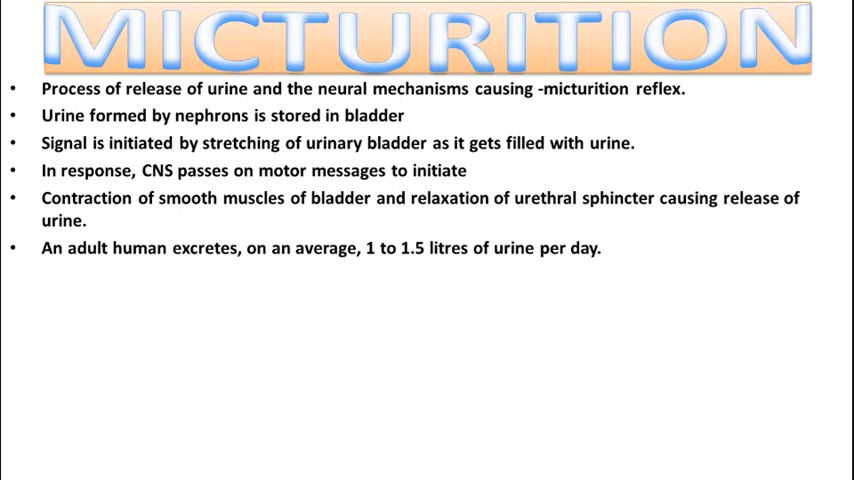 MICTURITION
• Process of release of urine and the neural mechanisms causing -micturition reflex.
• Urine formed by nephrons is stored in bladder
• Signal is initiated by stretching of urinary bladder as it gets filled with urine.
• In response, CNS passes on motor messages to initiate
• Contraction of smooth muscles of bladder and relaxation of urethral sphincter causing release of
urine.
• An adult human excretes, on an average, 1 to 1.5 litres of urine per day.